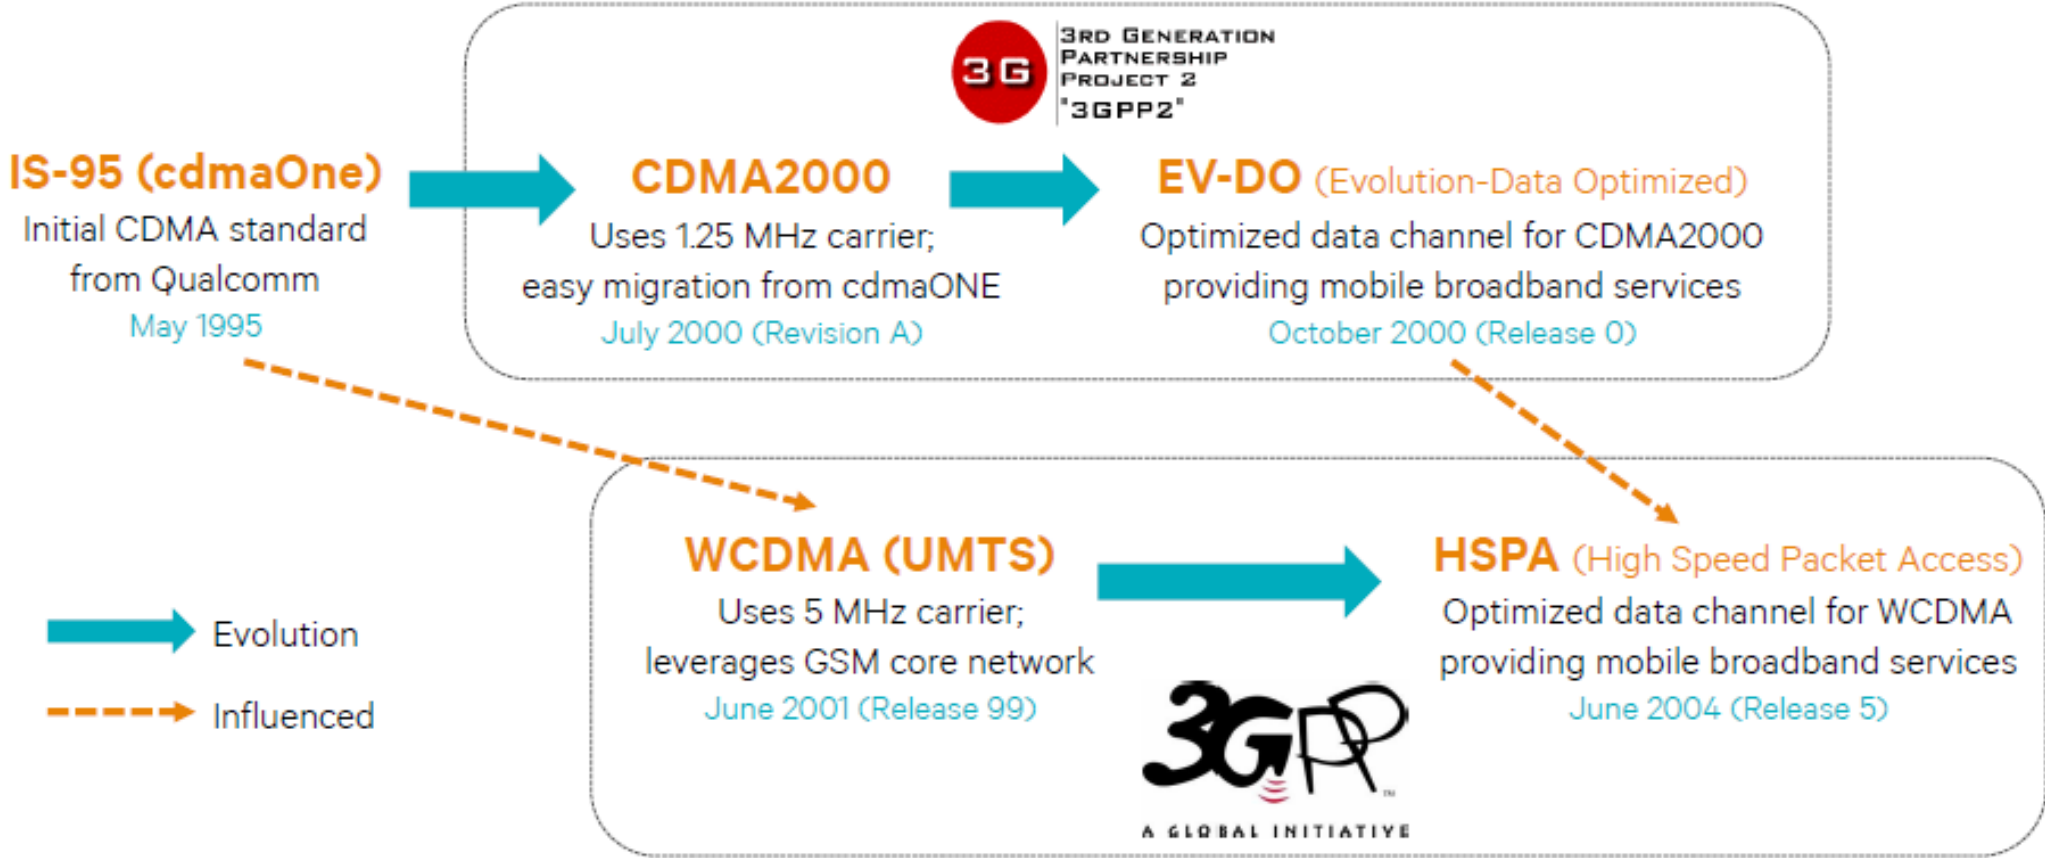 3G
3RD GENERATION
PARTNERSHIP
PROJECT 2
"3GPP2"
IS-95 (cdmaOne)
Initial CDMA standard
from Qualcomm
May 1995
CDMA2000
Uses 1.25 MHz carrier;
easy migration from cdmaONE
July 2000 (Revision A)
EV-DO (Evolution-Data Optimized)
Optimized data channel for CDMA2000
providing mobile broadband services
October 2000 (Release 0)
WCDMA (UMTS)
Uses 5 MHz carrier;
leverages GSM core network
June 2001 (Release 99)
HSPA (High Speed Packet Access)
Optimized data channel for WCDMA
providing mobile broadband services
June 2004 (Release 5)
Evolution
Influenced
3GPP™
A GLOBAL INITIATIVE